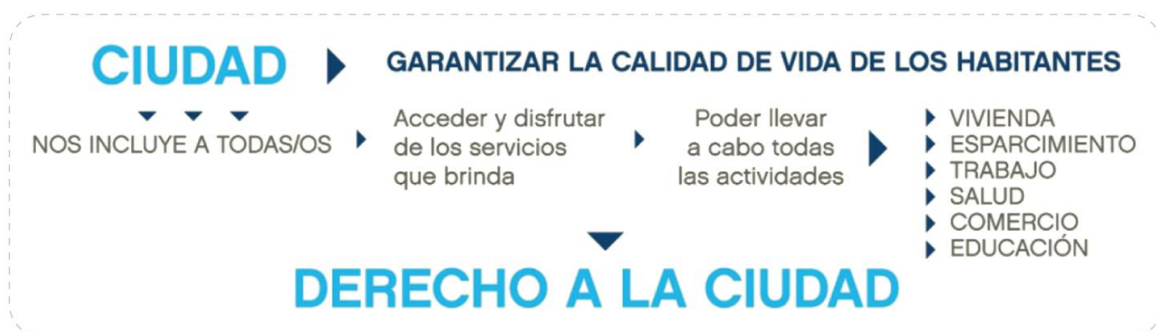 CIUDAD
GARANTIZAR LA CALIDAD DE VIDA DE LOS HABITANTES
NOS INCLUYE A TODAS/OS
Acceder y disfrutar
de los servicios
que brinda
Poder llevar
a cabo todas
las actividades
VIVIENDA
ESPARCIMIENTO
TRABAJO
SALUD
COMERCIO
EDUCACIÓN
DERECHO A LA CIUDAD